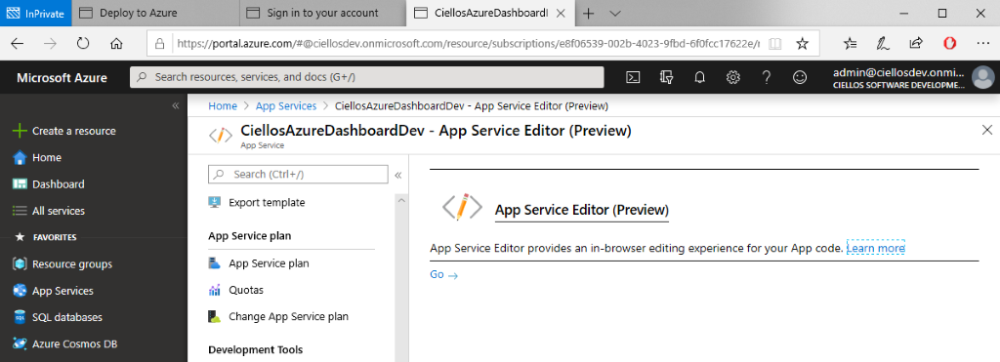 InPrivate
Deploy to Azure
Sign in to your account
CiellosAzureDashboardD
https://portal.azure.com/#@ciellosdev.onmicrosoft.com/resource/subscriptions/e8f06539-002b-4023-9fbd-6f0fcc17622e/r
Microsoft Azure
Search resources, services, and docs (G+/)
admin@ciellosdev.onmi...
CIELLOS SOFTWARE DEVELOPME...
Home > App Services > CiellosAzureDashboardDev - App Service Editor (Preview)
CiellosAzureDashboardDev - App Service Editor (Preview)
App Service
Create a resource
Home
Dashboard
All services
FAVORITES
Resource groups
App Services
SQL databases
Azure Cosmos DB
Search (Ctrl+/)
Export template
App Service plan
App Service plan
Quotas
Change App Service plan
Development Tools
App Service Editor (Preview)
App Service Editor provides an in-browser editing experience for your App code. Learn more
Go →